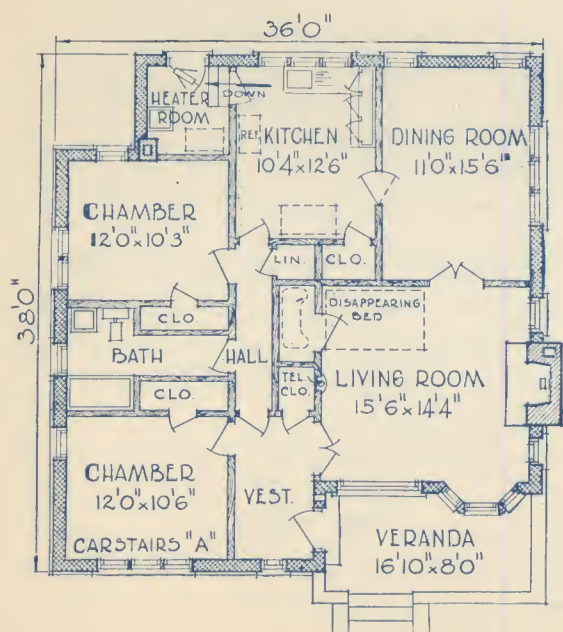 36'0"
HEATER
ROOM
DOWN
REF.
KITCHEN
10'4"x12'6"
DINING ROOM
11'0"x15'6"
CHAMBER
12'0"x10'3"
LIN.
CLO.
38'0"
CLO.
DISAPPEARING
BED
BATH
HALL
CLO.
TEL.
CLO.
LIVING ROOM
15'6"x14'4"
CHAMBER
12'0"x10'6"
VEST.
CARSTAIRS "A"
VERANDA
16'10"x8'0"